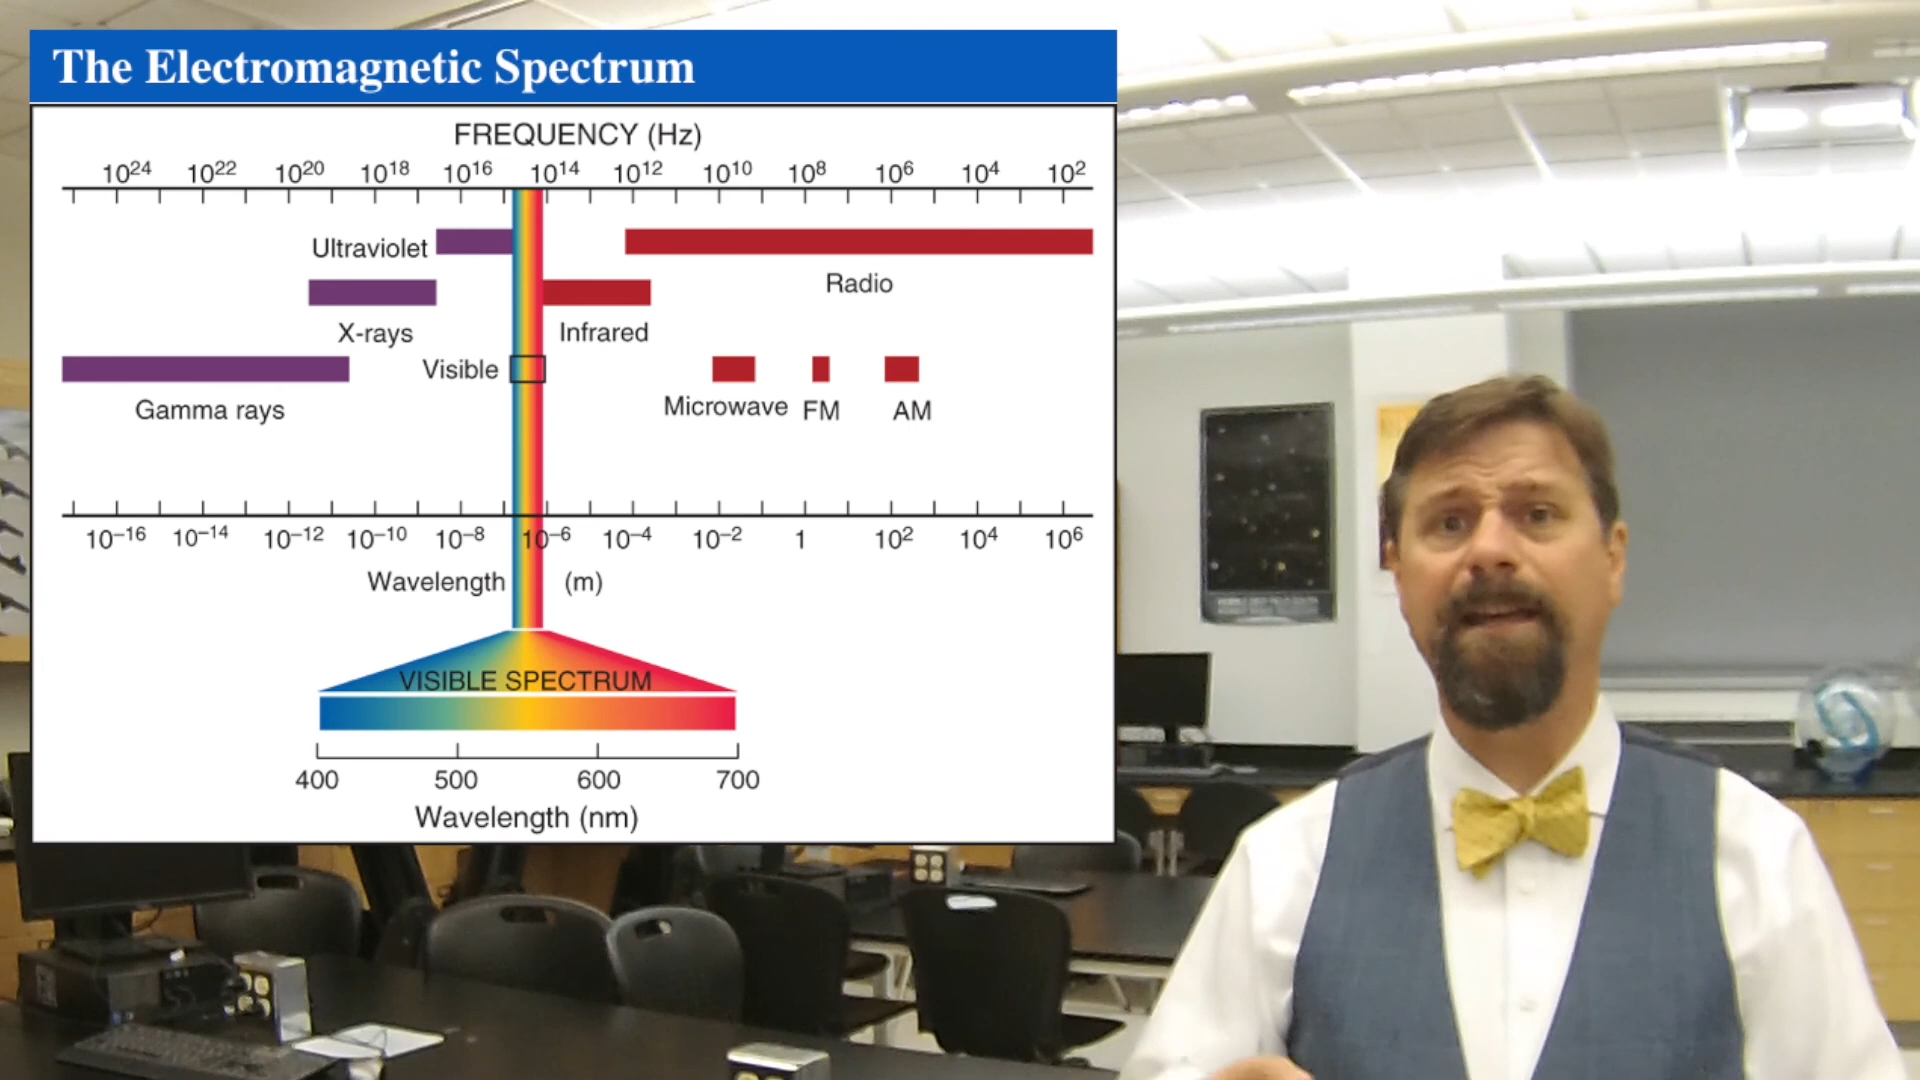 The Electromagnetic Spectrum
FREQUENCY (Hz)
10²⁴ 10²² 10²⁰ 10¹⁸ 10¹⁶ 10¹⁴ 10¹² 10¹⁰ 10⁸ 10⁶ 10⁴ 10²
Ultraviolet
Radio
X-rays
Infrared
Visible
Gamma rays
Microwave
FM
AM
10⁻¹⁶ 10⁻¹⁴ 10⁻¹² 10⁻¹⁰ 10⁻⁸ 10⁻⁶ 10⁻⁴ 10⁻² 1 10² 10⁴ 10⁶
Wavelength (m)
VISIBLE SPECTRUM
400 500 600 700
Wavelength (nm)